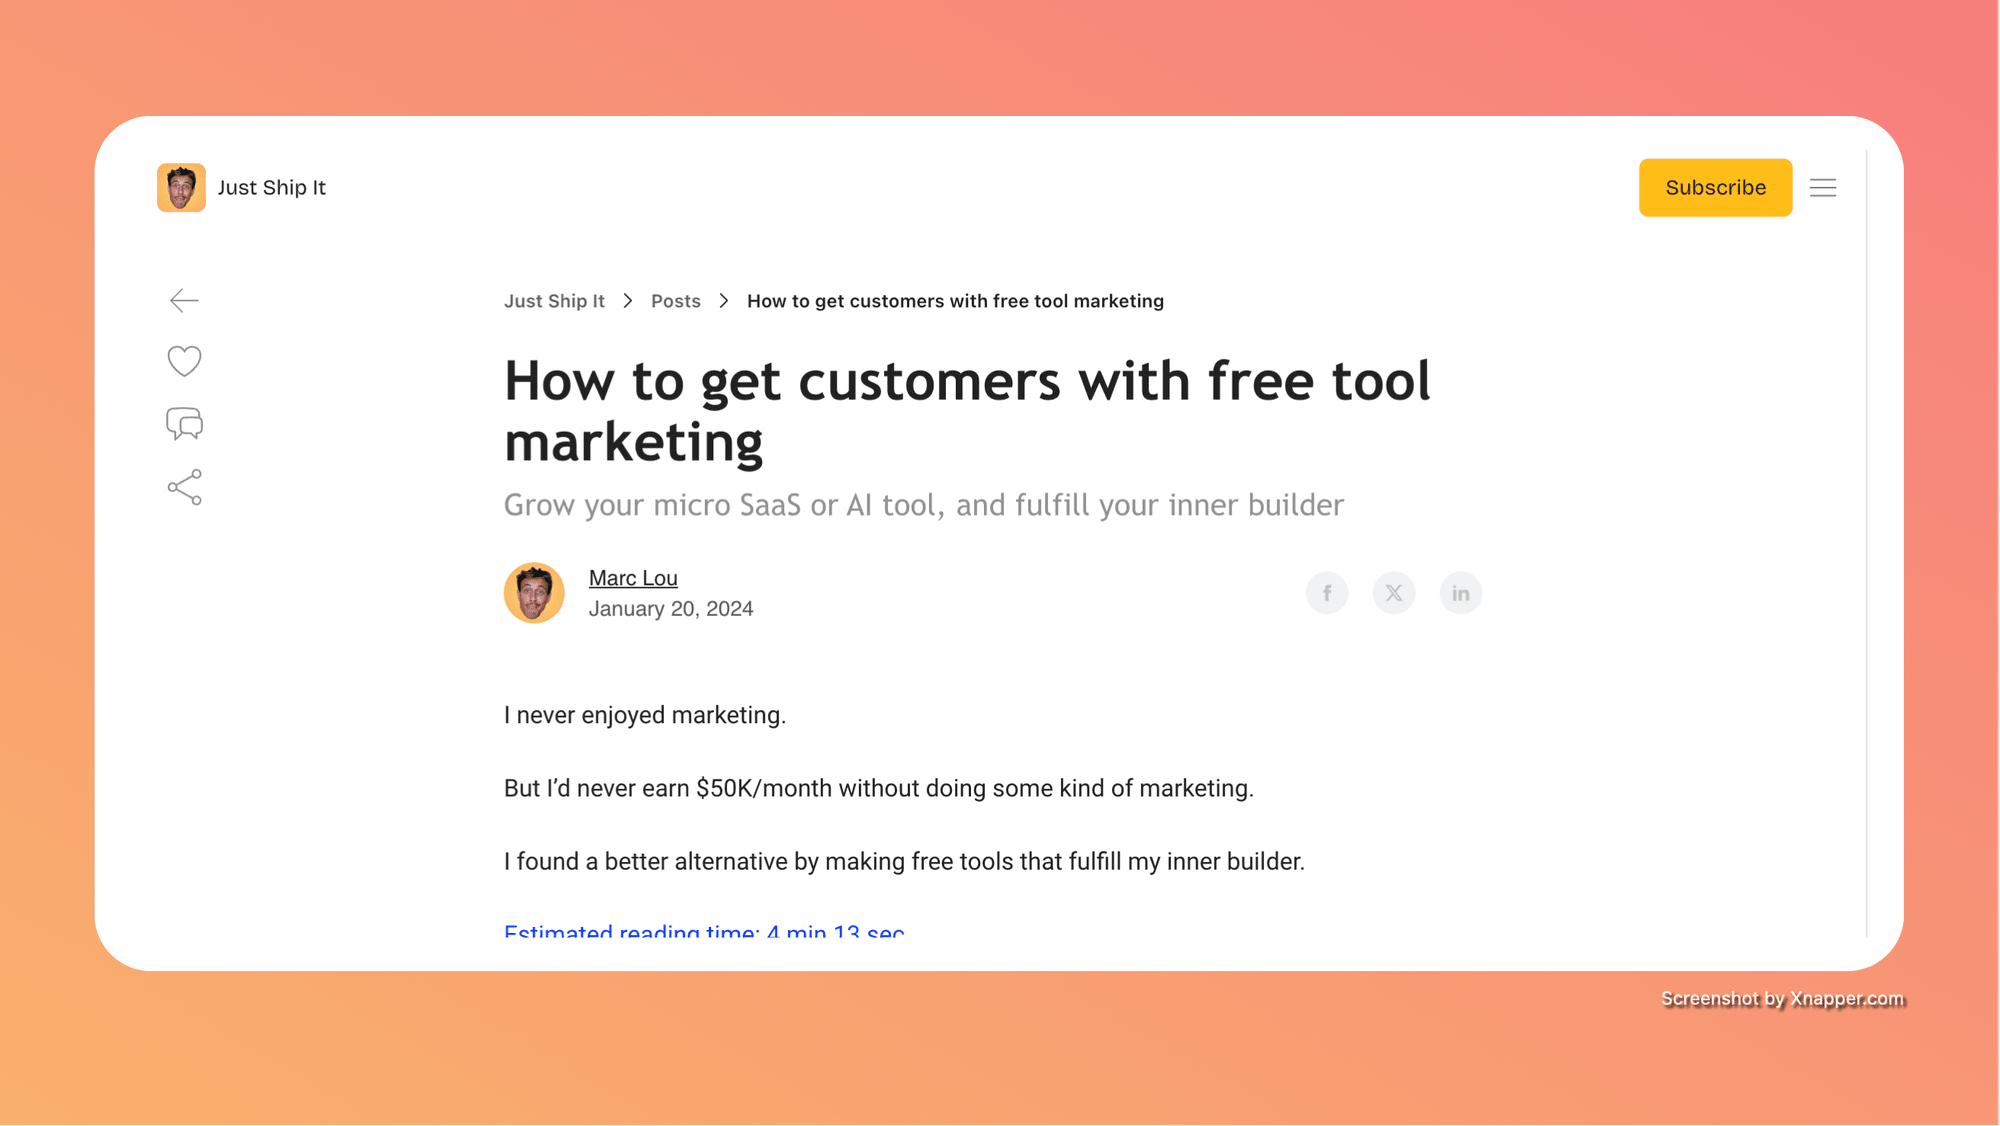 Just Ship It
Subscribe
Just Ship It > Posts > How to get customers with free tool marketing
How to get customers with free tool
marketing
Grow your micro SaaS or AI tool, and fulfill your inner builder
Marc Lou
January 20, 2024
f X in
I never enjoyed marketing.
But I’d never earn $50K/month without doing some kind of marketing.
I found a better alternative by making free tools that fulfill my inner builder.
Estimated reading time: 4 min 13 sec
Screenshot by Xnapper.com